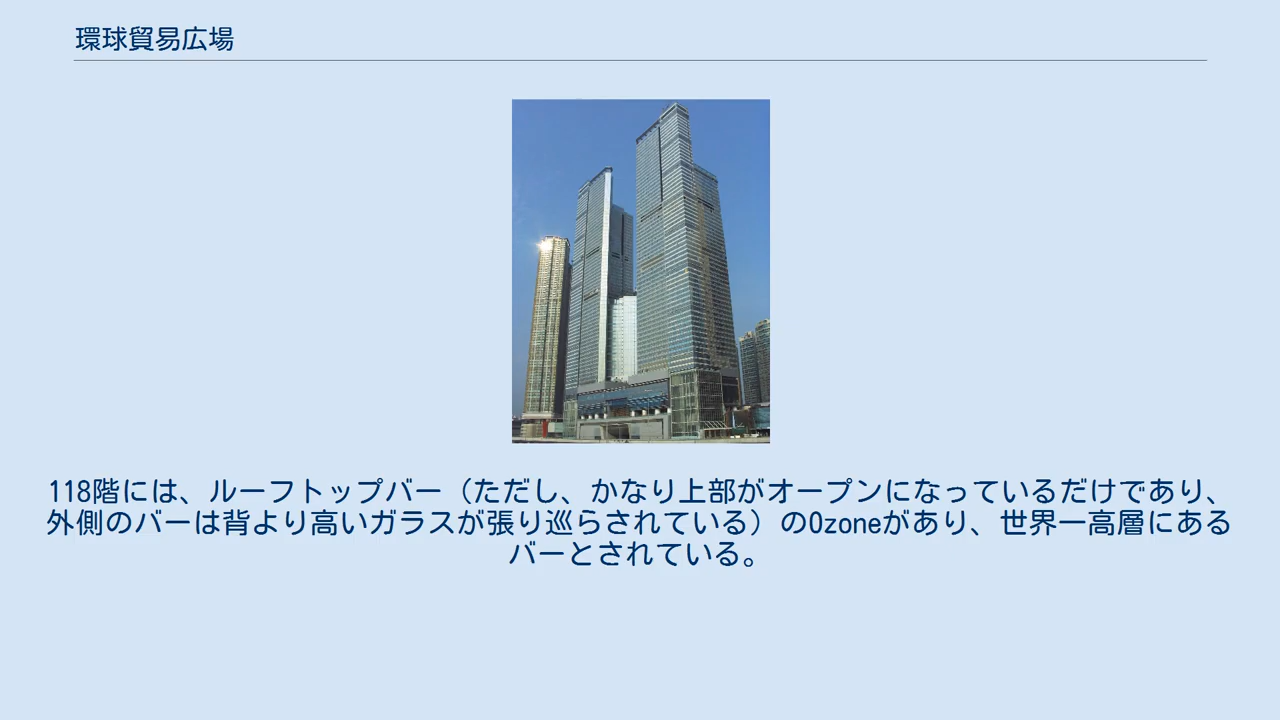 環球貿易広場
118階には、ルーフトップバー（ただし、かなり上部がオープンになっているだけであり、
外側のバーは背より高いガラスが張り巡らされている）のOzoneがあり、世界一高層にある
バーとされている。